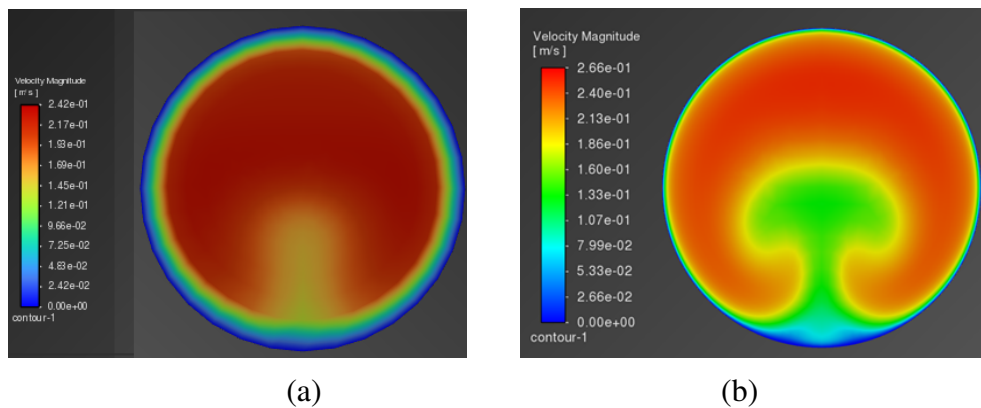 Velocity Magnitude
[ m/s ]
2.42e-01
2.17e-01
1.93e-01
1.69e-01
1.45e-01
1.21e-01
9.66e-02
7.25e-02
4.83e-02
2.42e-02
0.00e+00
contour-1
(a)
Velocity Magnitude
[ m/s ]
2.66e-01
2.40e-01
2.13e-01
1.86e-01
1.60e-01
1.33e-01
1.07e-01
7.99e-02
5.33e-02
2.66e-02
0.00e+00
contour-1
(b)